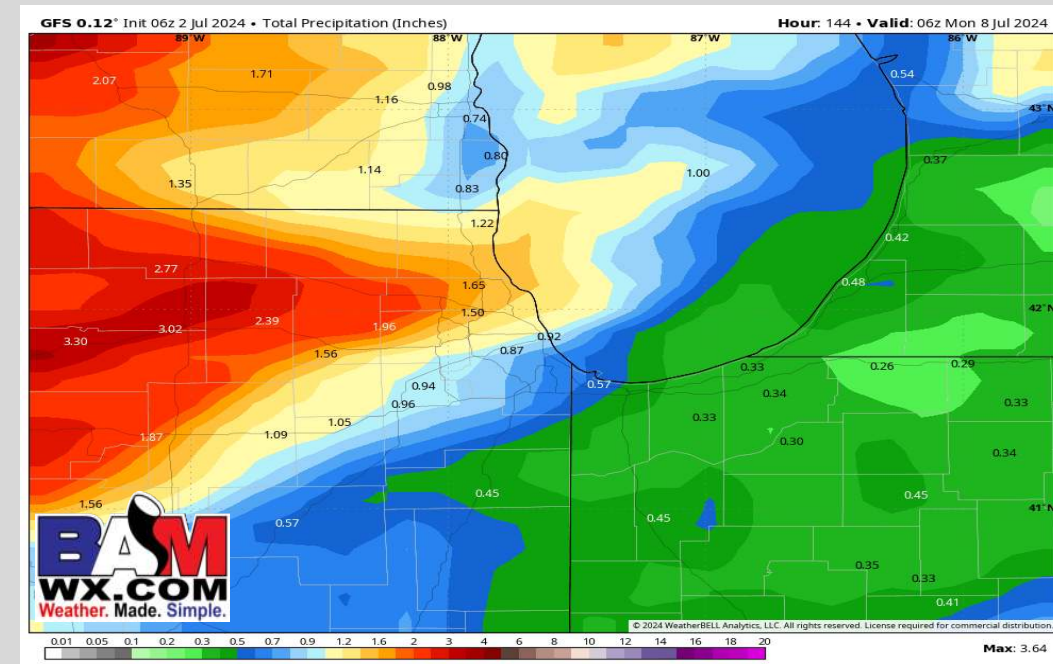 GFS 0.12° Init 06z 2 Jul 2024 • Total Precipitation (Inches)
Hour: 144 • Valid: 06z Mon 8 Jul 2024
89°W 88°W 87°W 86°W
2.07 1.71 0.98 0.54
1.16
0.74
43°N
0.80 0.37
1.14 1.00
1.35 0.83
1.22
0.42
2.77
1.65 0.48
1.50 42°N
3.02 2.39 1.96
3.30 0.92
1.56 0.87
0.33 0.26 0.29
0.94 0.57
0.96 0.34 0.33
1.05 0.33
1.87 1.09 0.30
0.34
1.56 0.45 0.45
41°N
0.57 0.45
0.35
0.33
0.41
BAM
WX.COM
Weather. Made. Simple.
© 2024 WeatherBELL Analytics, LLC. All rights reserved. License required for commercial distribution.
0.01 0.05 0.1 0.2 0.3 0.5 0.7 0.9 1.2 1.6 2 3 4 6 8 10 12 14 16 18 20
Max: 3.64